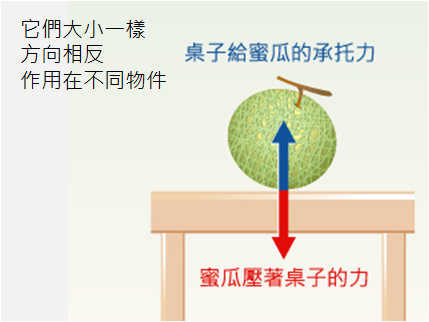 它們大小一樣
方向相反
作用在不同物件
桌子給蜜瓜的承托力
蜜瓜壓著桌子的力